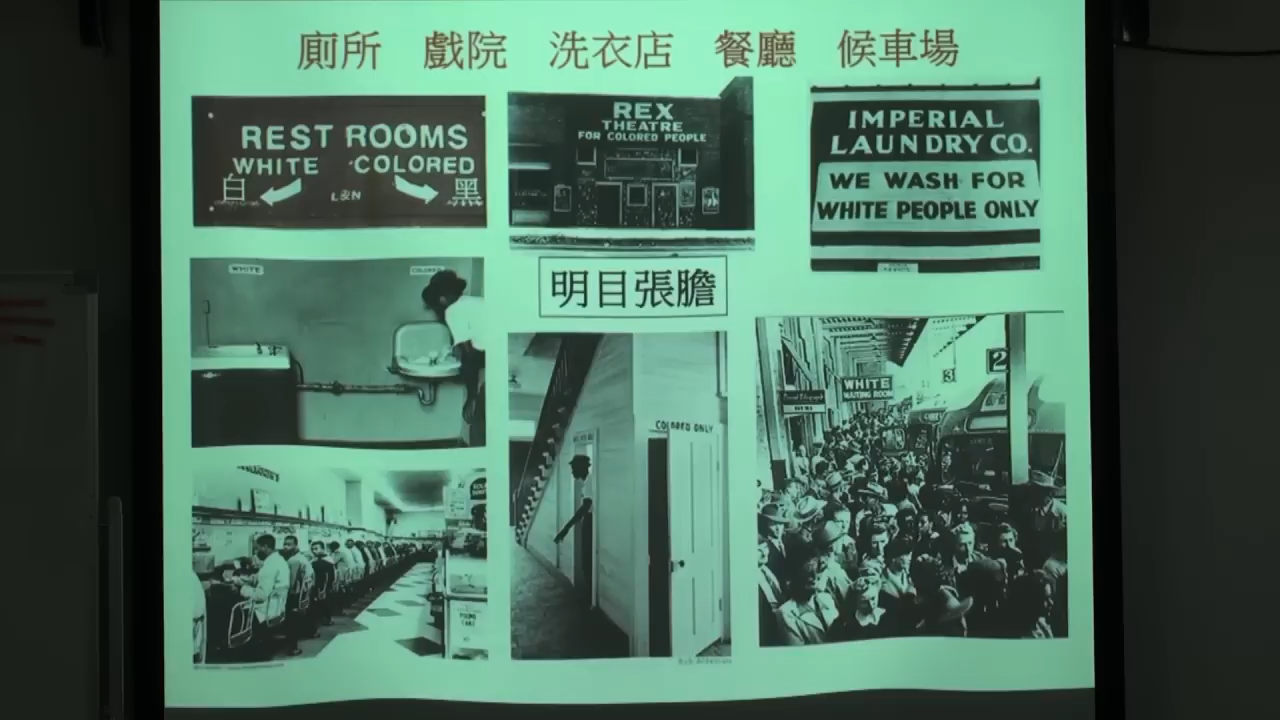 廁所 戲院 洗衣店 餐廳 候車場
REST ROOMS
WHITE COLORED
白 L&N 黑
REX
THEATRE
FOR COLORED PEOPLE
IMPERIAL
LAUNDRY CO.
WE WASH FOR
WHITE PEOPLE ONLY
WHITE
COLORED
明目張膽
COLORED ONLY
WHITE
WAITING ROOM
3
2